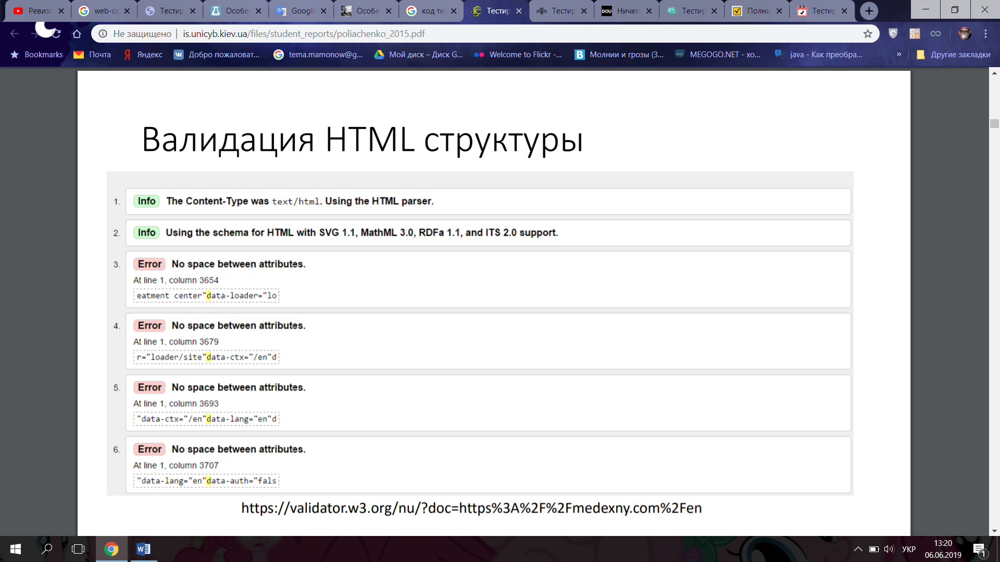 Ревизо
web-op
Тестир
Особе
Google
Особе
код те
Тестир
Тестир
DOU Ничего
Тестир
Полны
Тестир
Не защищено | is.unicyb.kiev.ua/files/student_reports/poliachenko_2015.pdf
Bookmarks
Почта
Яндекс
Добро пожаловат...
tema.mamonow@g...
Мой диск – Диск G...
Welcome to Flickr -...
Молнии и грозы (3...
MEGOGO.NET - хо...
java - Как преобра...
»
Другие закладки
Валидация HTML структуры
1. Info The Content-Type was text/html. Using the HTML parser.
2. Info Using the schema for HTML with SVG 1.1, MathML 3.0, RDFa 1.1, and ITS 2.0 support.
3. Error No space between attributes.
At line 1, column 3654
eatment center"data-loader="lo
4. Error No space between attributes.
At line 1, column 3679
r="loader/site"data-ctx="/en"d
5. Error No space between attributes.
At line 1, column 3693
"data-ctx="/en"data-lang="en"d
6. Error No space between attributes.
At line 1, column 3707
"data-lang="en"data-auth="fals
https://validator.w3.org/nu/?doc=https%3A%2F%2Fmedexny.com%2Fen
УКР
13:20
06.06.2019
1